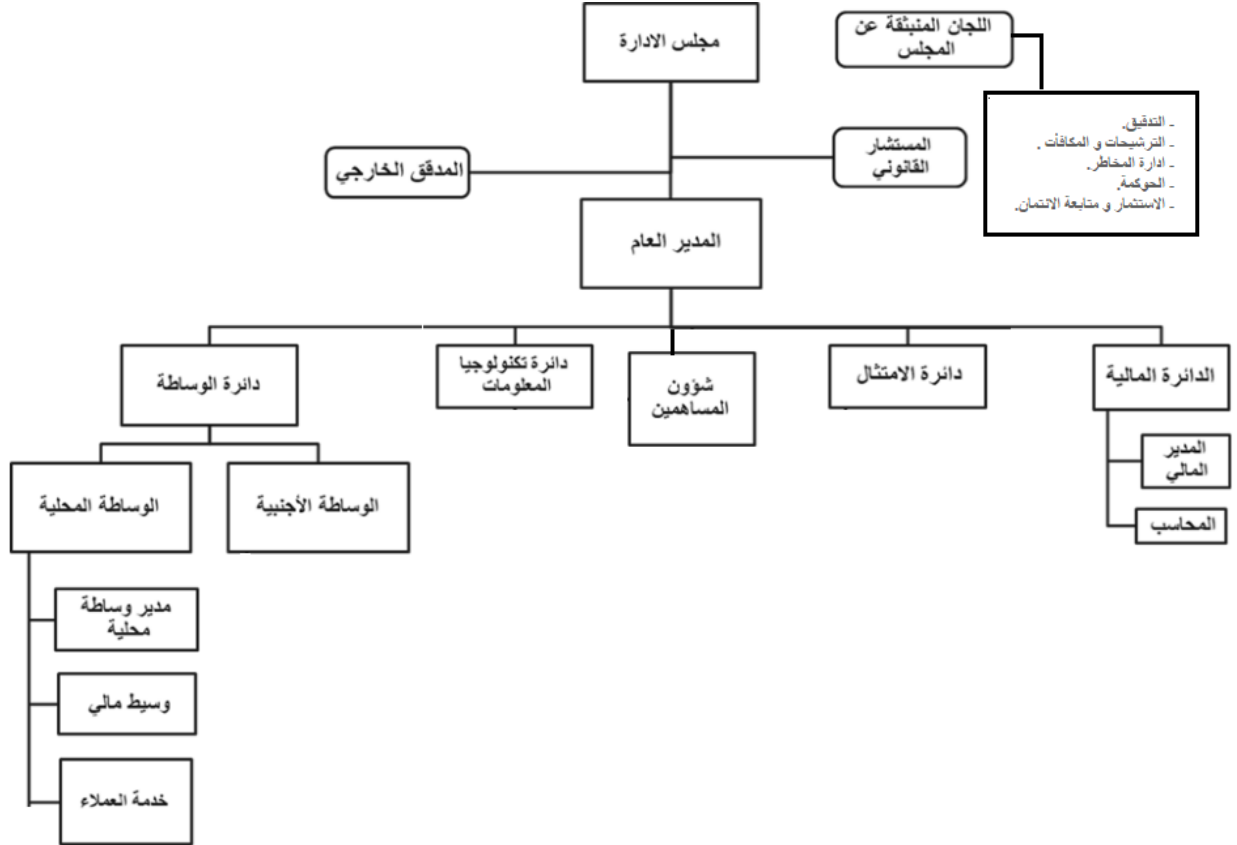 اللجان المنبثقة عن
المجلس
مجلس الادارة
- التدقيق.
- الترشيحات و المكافأت .
- ادارة المخاطر.
- الحوكمة.
- الاستثمار و متابعة الائتمان.
المستشار
القانوني
المدقق الخارجي
المدير العام
الدائرة المالية
دائرة الامتثال
شؤون
المساهمين
دائرة تكنولوجيا
المعلومات
دائرة الوساطة
المدير
المالي
المحاسب
الوساطة الأجنبية
الوساطة المحلية
مدير وساطة
محلية
وسيط مالي
خدمة العملاء